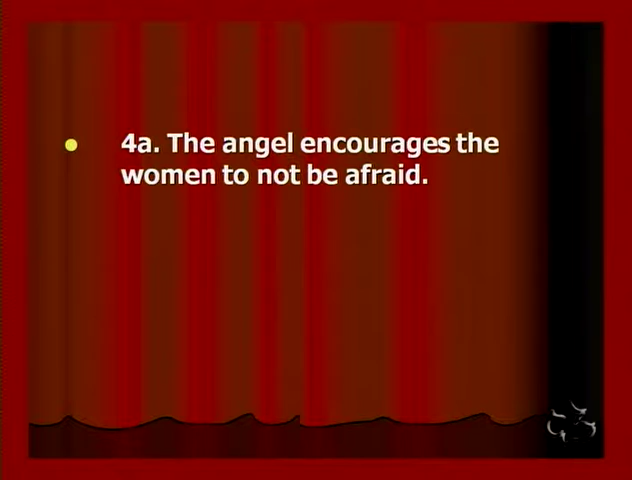 4a. The angel encourages the
women to not be afraid.